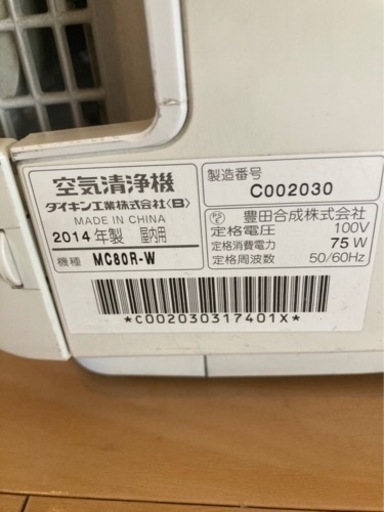 空気清浄機
ダイキン工業株式会社〈B〉
MADE IN CHINA
2014 年製 屋内用
機種 MC80R-W
製造番号
C002030
豊田合成株式会社
定格電圧 100V
定格消費電力 75 W
定格周波数 50/60Hz
*C002030317401X*